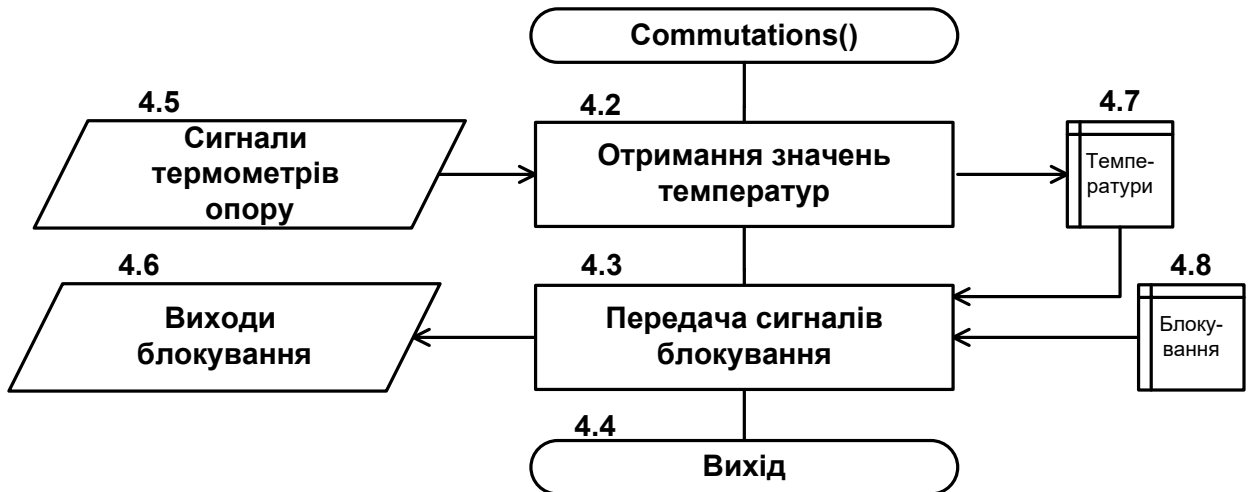 Commutations()
4.5
Сигнали
термометрів
опору
4.2
Отримання значень
температур
4.7
Темпе-
ратури
4.6
Виходи
блокування
4.3
Передача сигналів
блокування
4.8
Блоку-
вання
4.4
Вихід